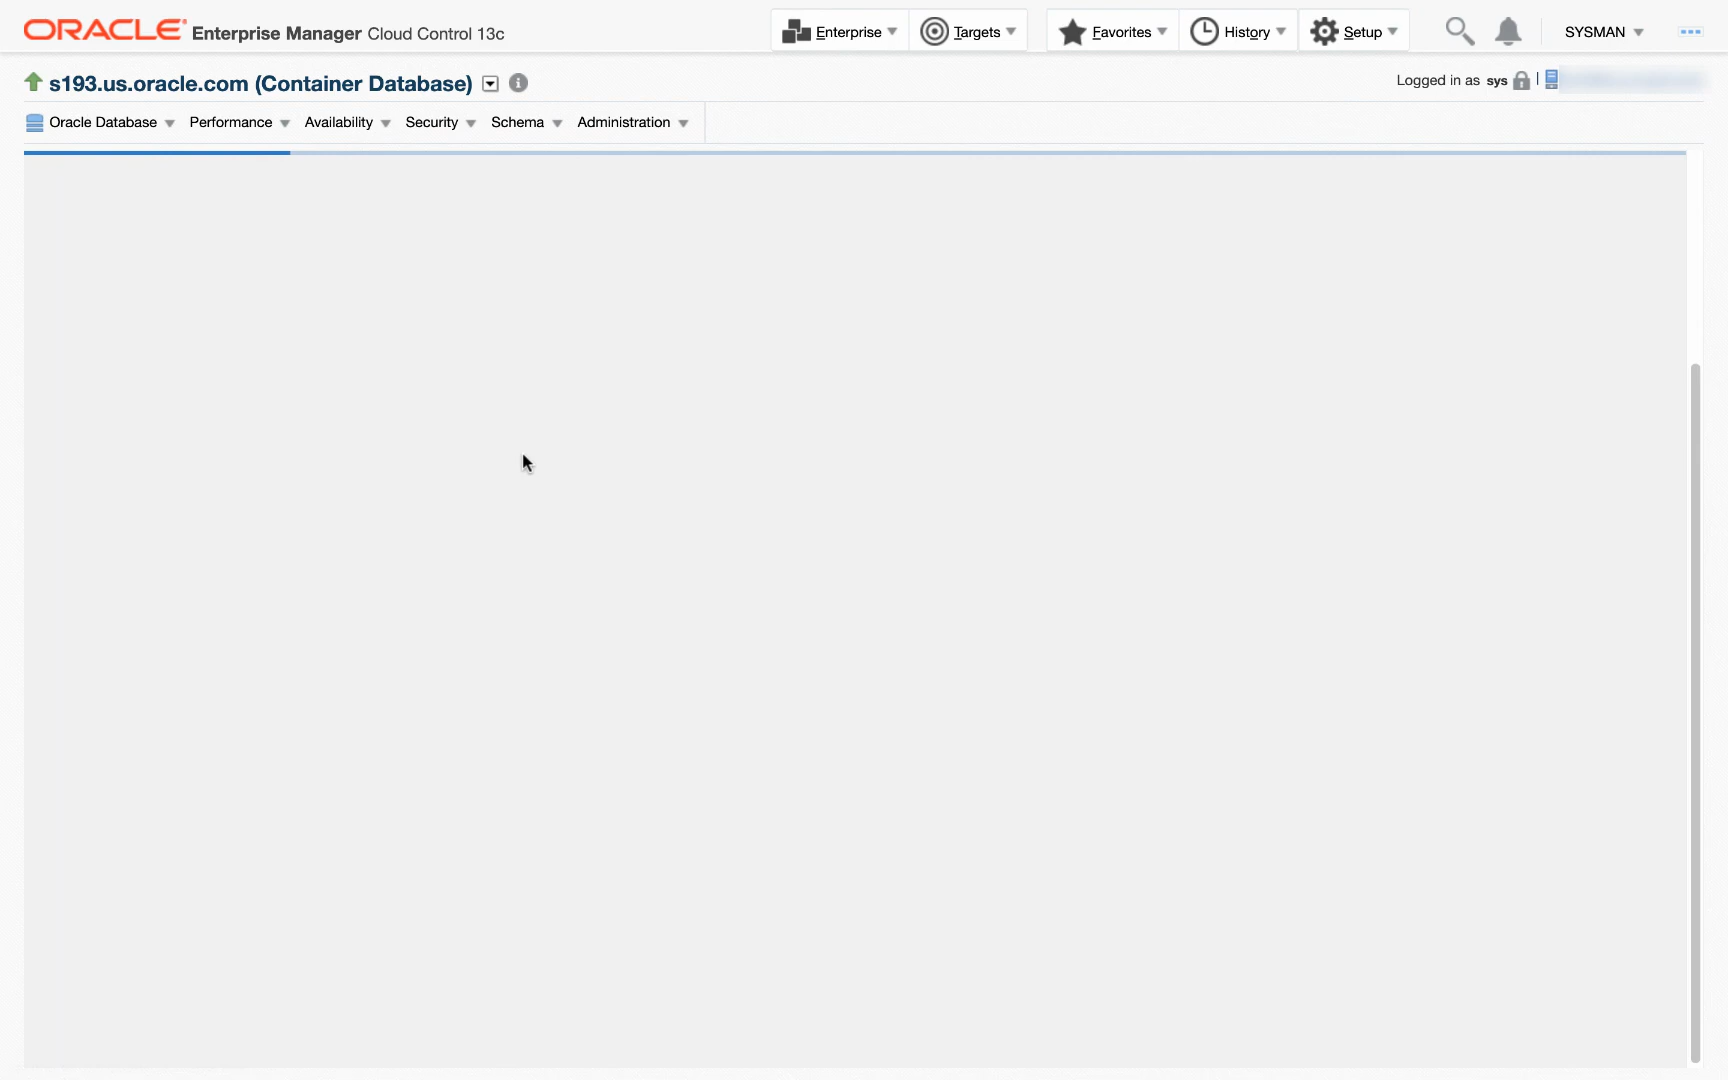 ORACLE Enterprise Manager Cloud Control 13c
Enterprise
Targets
Favorites
History
Setup
SYSMAN
s193.us.oracle.com (Container Database)
Logged in as sys
Oracle Database
Performance
Availability
Security
Schema
Administration